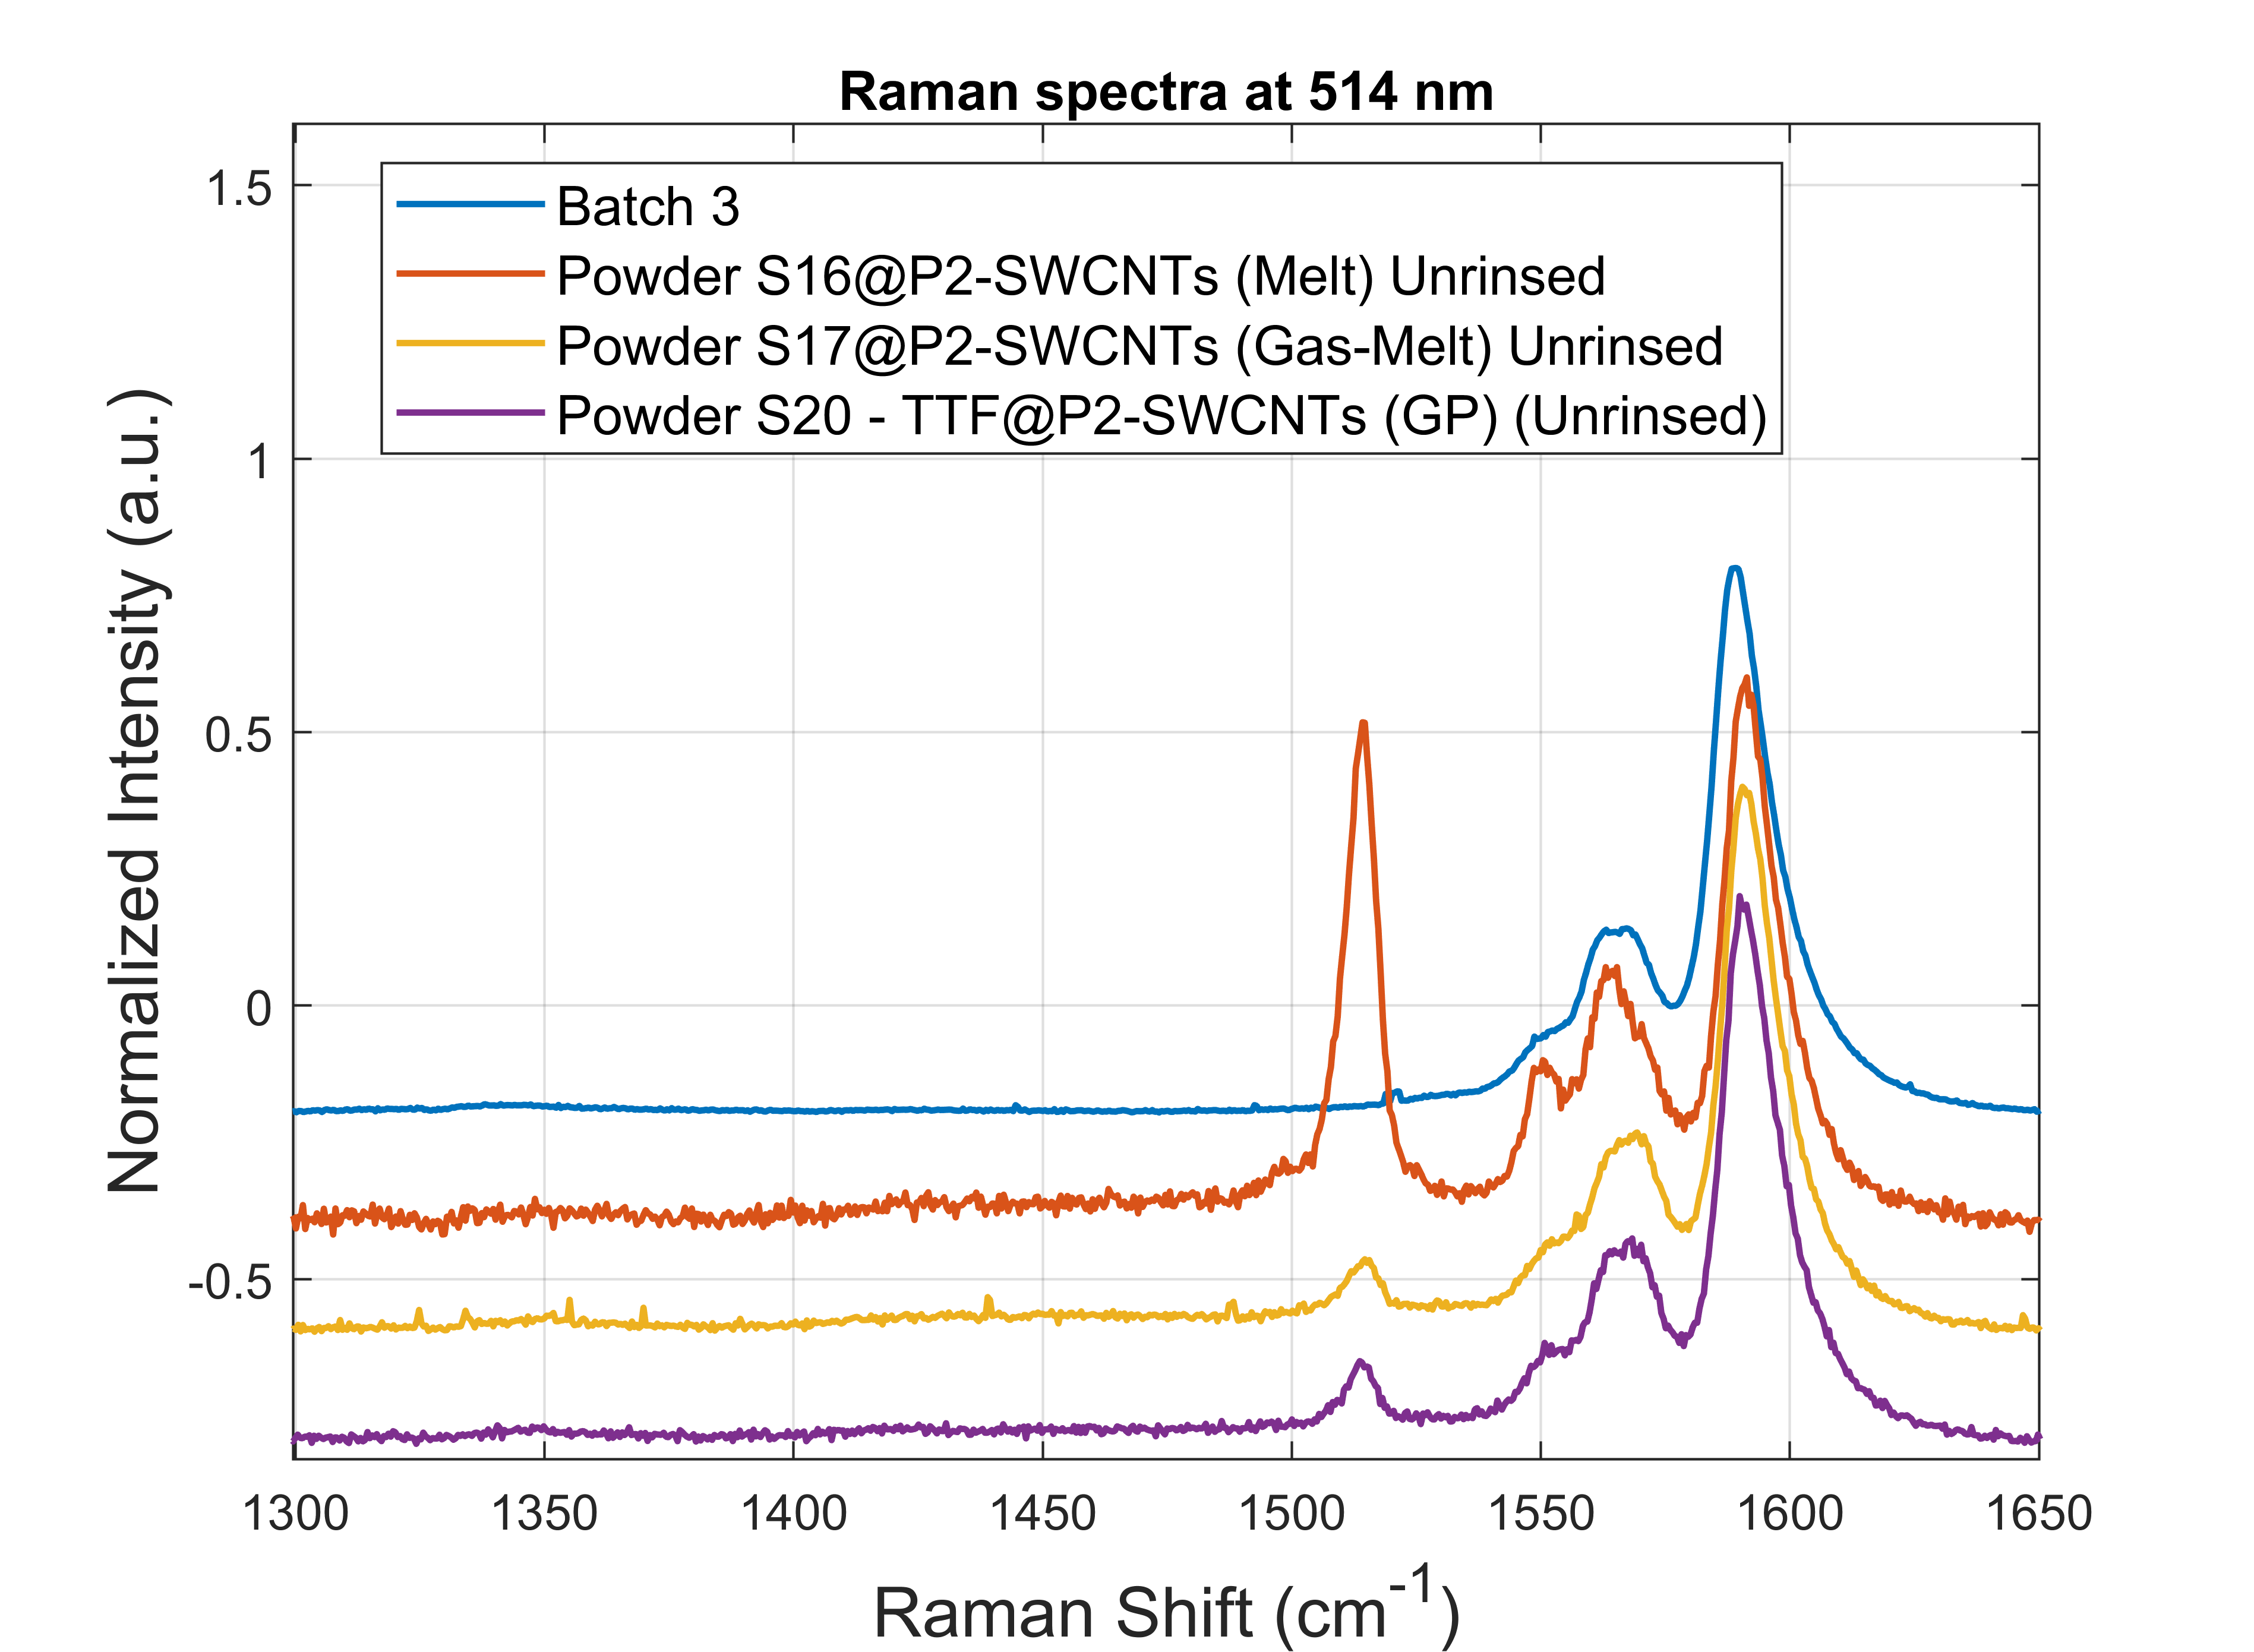 Raman spectra at 514 nm
Batch 3
Powder S16@P2-SWCNTs (Melt) Unrinsed
Powder S17@P2-SWCNTs (Gas-Melt) Unrinsed
Powder S20 - TTF@P2-SWCNTs (GP) (Unrinsed)
Normalized Intensity (a.u.)
1.5
1
0.5
0
-0.5
1300 1350 1400 1450 1500 1550 1600 1650
Raman Shift (cm-1)